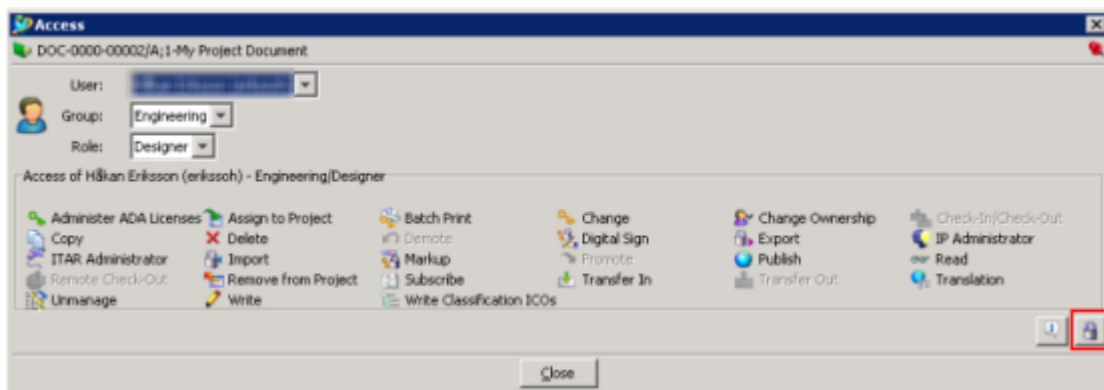 Access
DOC-0000-00002/A;1-My Project Document
User:
Group: Engineering
Role: Designer
Access of Håkan Eriksson (erikssoh) - Engineering/Designer
Administer ADA Licenses Assign to Project Batch Print Change Change Ownership Check-In/Check-Out
Copy Delete Demote Digital Sign Export IP Administrator
ITAR Administrator Import Markup Promote Publish Read
Remote Check-Out Remove from Project Subscribe Transfer In Transfer Out Translation
Unmanage Write Write Classification ICOs
Close